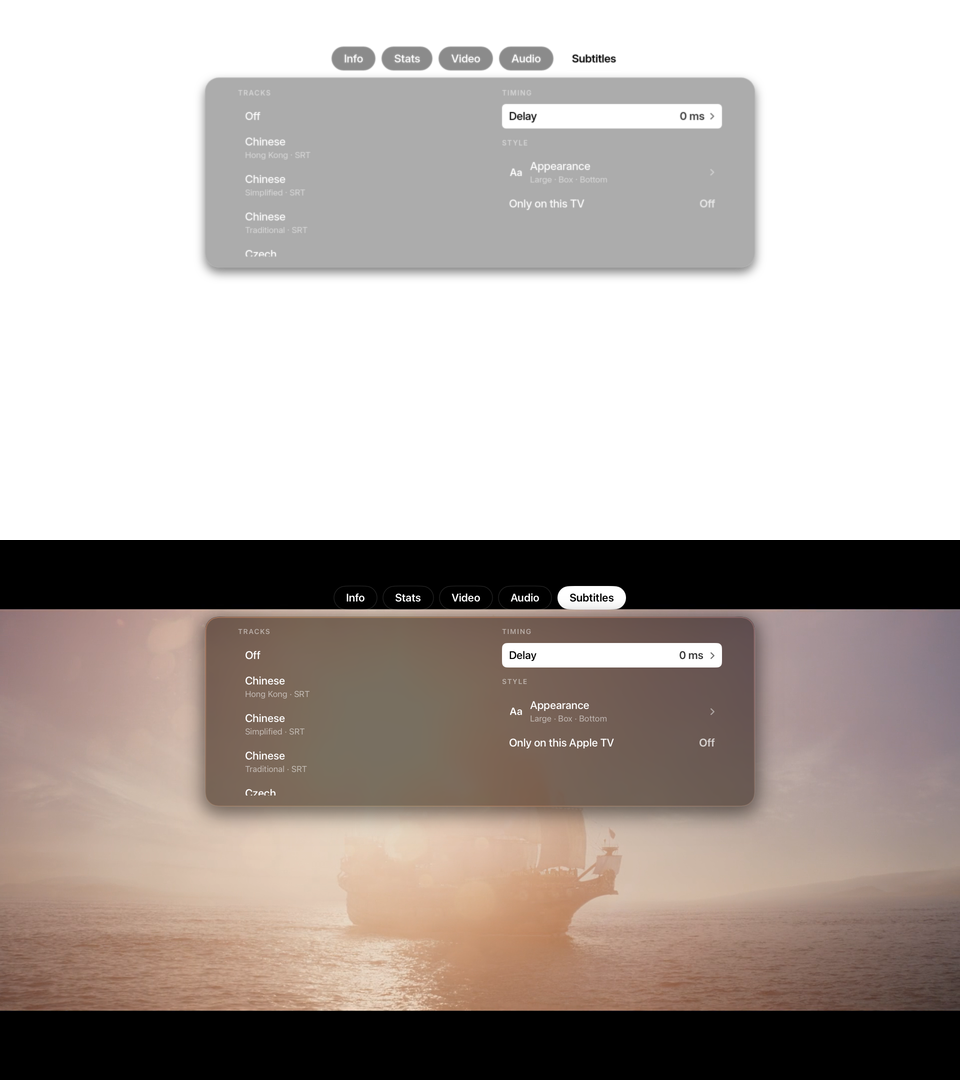 Info Stats Video Audio Subtitles
TRACKS
Off
Chinese
Hong Kong · SRT
Chinese
Simplified · SRT
Chinese
Traditional · SRT
Czech
TIMING
Delay 0 ms
STYLE
Aa Appearance
Large · Box · Bottom
Only on this TV Off
Info Stats Video Audio Subtitles
TRACKS
Off
Chinese
Hong Kong · SRT
Chinese
Simplified · SRT
Chinese
Traditional · SRT
Czech
TIMING
Delay 0 ms
STYLE
Aa Appearance
Large · Box · Bottom
Only on this Apple TV Off